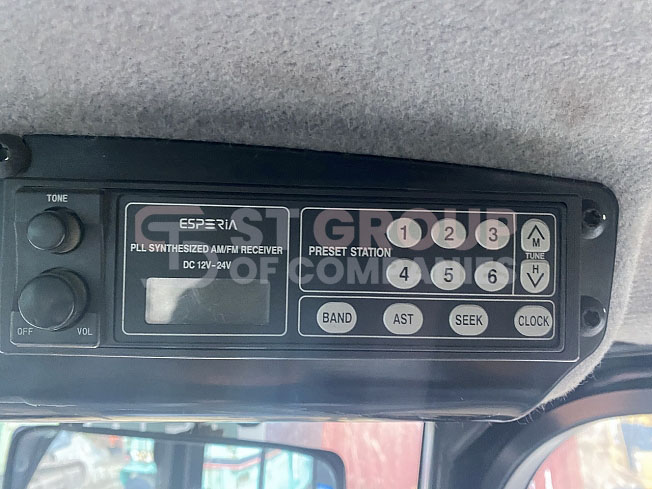 TONE
OFF VOL
ESPERIA
PLL SYNTHESIZED AM/FM RECEIVER
DC 12V-24V
PRESET STATION
1 2 3
4 5 6
M
TUNE
H
BAND AST SEEK CLOCK
ST GROUP
OF COMPANIES